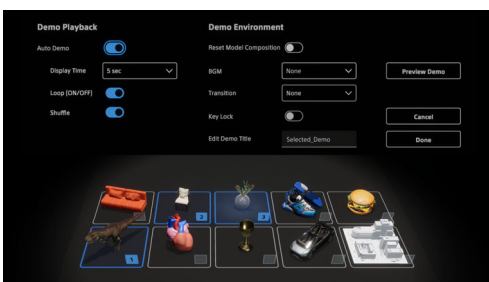 Demo Playback
Auto Demo
Display Time 5 sec
Loop (ON/OFF)
Shuffle
Demo Environment
Reset Model Composition
BGM None
Transition None
Key Lock
Edit Demo Title Selected_Demo
Preview Demo
Cancel
Done
2
3
1